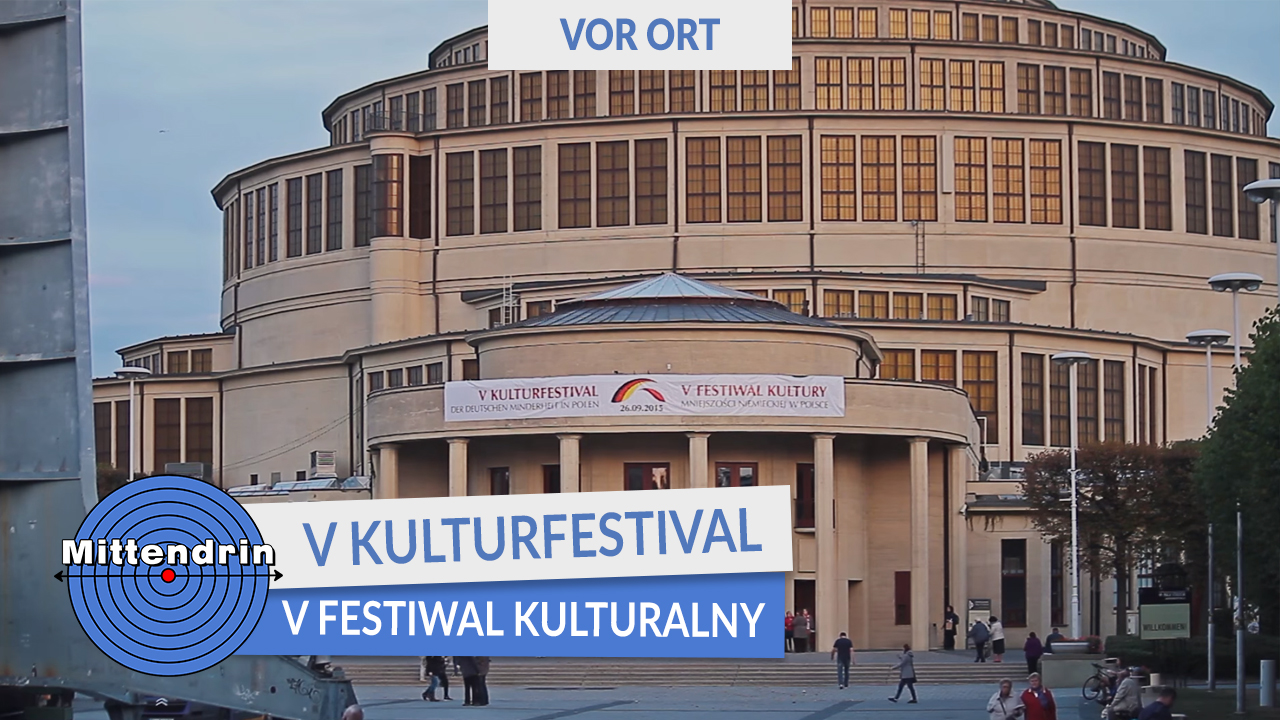 VOR ORT
V KULTURFESTIVAL
DER DEUTSCHEN MINDERHEIT IN POLEN
26.09.2015
V FESTIWAL KULTURY
MNIEJSZOŚCI NIEMIECKIEJ W POLSCE
V KULTURFESTIVAL
Mittendrin
V FESTIWAL KULTURALNY
WILLKOMMEN